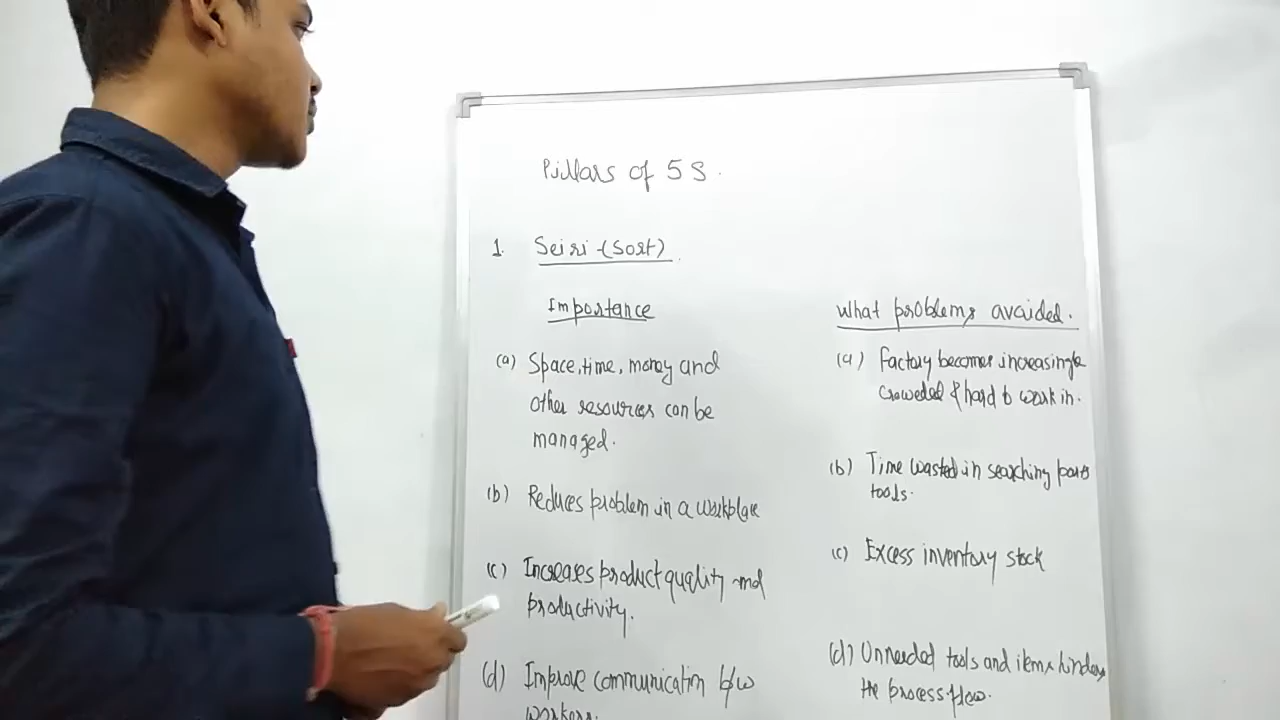 Pillars of 5 S.
1. Seiri-(Sort).
Importance
(a) Space, time, money and
other resources can be
managed.
(b) Reduces problem in a workplace
(c) Increases product quality and
productivity.
(d) Improve communication b/w
workers.
what problems avoided.
(a) Factory becomes increasingly
crowded & hard to work in.
(b) Time wasted in searching parts
tools.
(c) Excess inventory stock
(d) Unneeded tools and items hinders
the process flow.